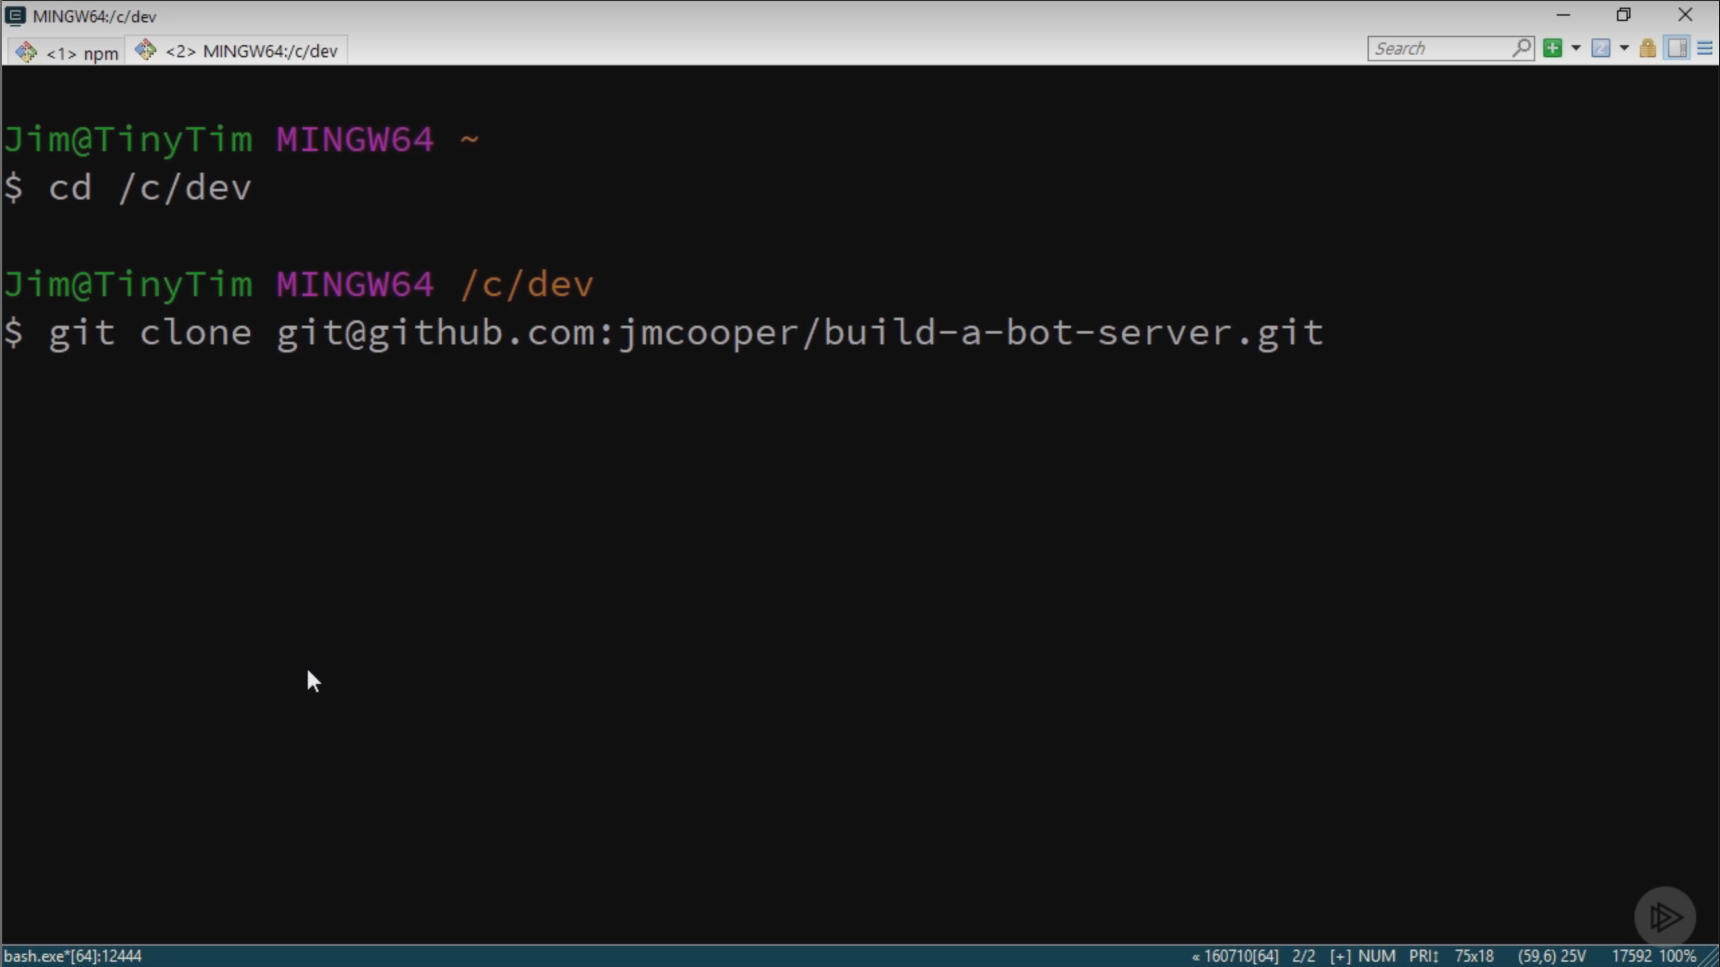 MINGW64:/c/dev
<1> npm
<2> MINGW64:/c/dev
Search
Jim@TinyTim MINGW64 ~
$ cd /c/dev
Jim@TinyTim MINGW64 /c/dev
$ git clone git@github.com:jmcooper/build-a-bot-server.git
bash.exe*[64]:12444
« 160710[64] 2/2 [+] NUM PRI↕ 75x18 (59,6) 25V 17592 100%